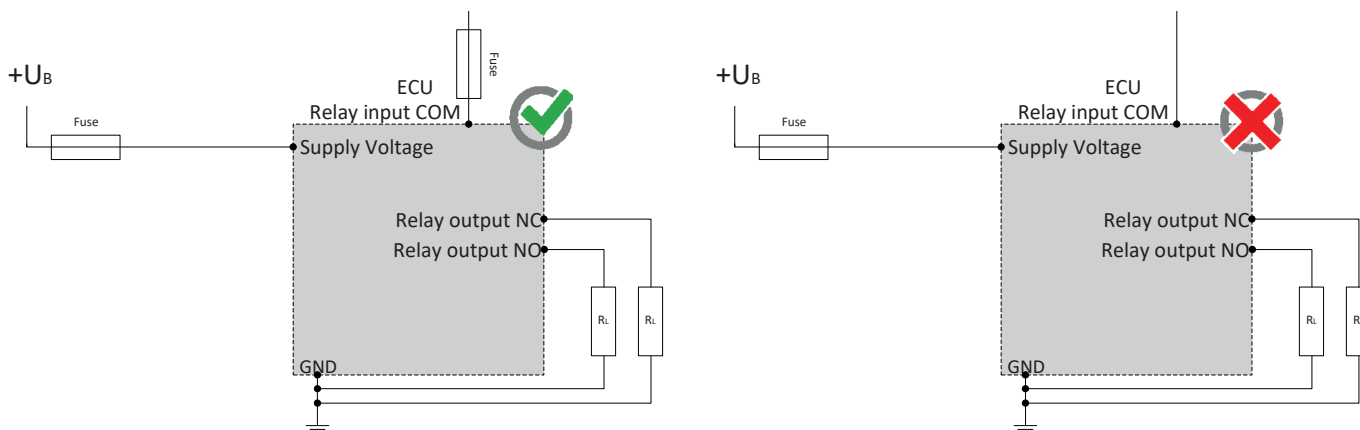 Fuse
ECU
+UB
Relay input COM
Fuse
Supply Voltage
Relay output NC
Relay output NO
RL
RL
GND
ECU
+UB
Relay input COM
Fuse
Supply Voltage
Relay output NC
Relay output NO
RL
R
GND